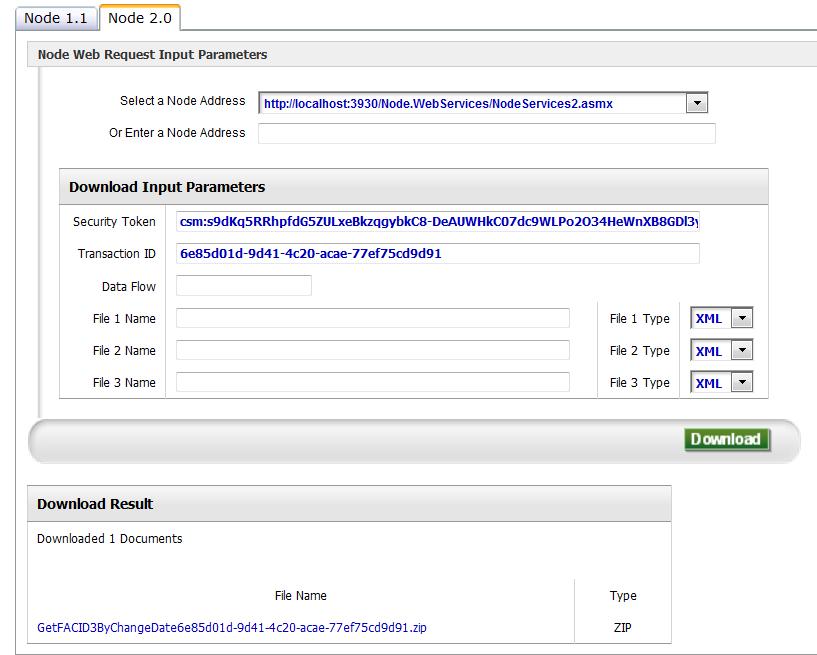 Node 1.1 Node 2.0
Node Web Request Input Parameters
Select a Node Address http://localhost:3930/Node.WebServices/NodeServices2.asmx
Or Enter a Node Address
Download Input Parameters
Security Token csm:s9dKq5RRhpfdG5ZULxeBkzqgybkC8-DeAUWHkC07dc9WLPo2O34HeWnXB8GDl3y
Transaction ID 6e85d01d-9d41-4c20-acae-77ef75cd9d91
Data Flow
File 1 Name File 1 Type XML
File 2 Name File 2 Type XML
File 3 Name File 3 Type XML
Download
Download Result
Downloaded 1 Documents
File Name Type
GetFACID3ByChangeDate6e85d01d-9d41-4c20-acae-77ef75cd9d91.zip ZIP